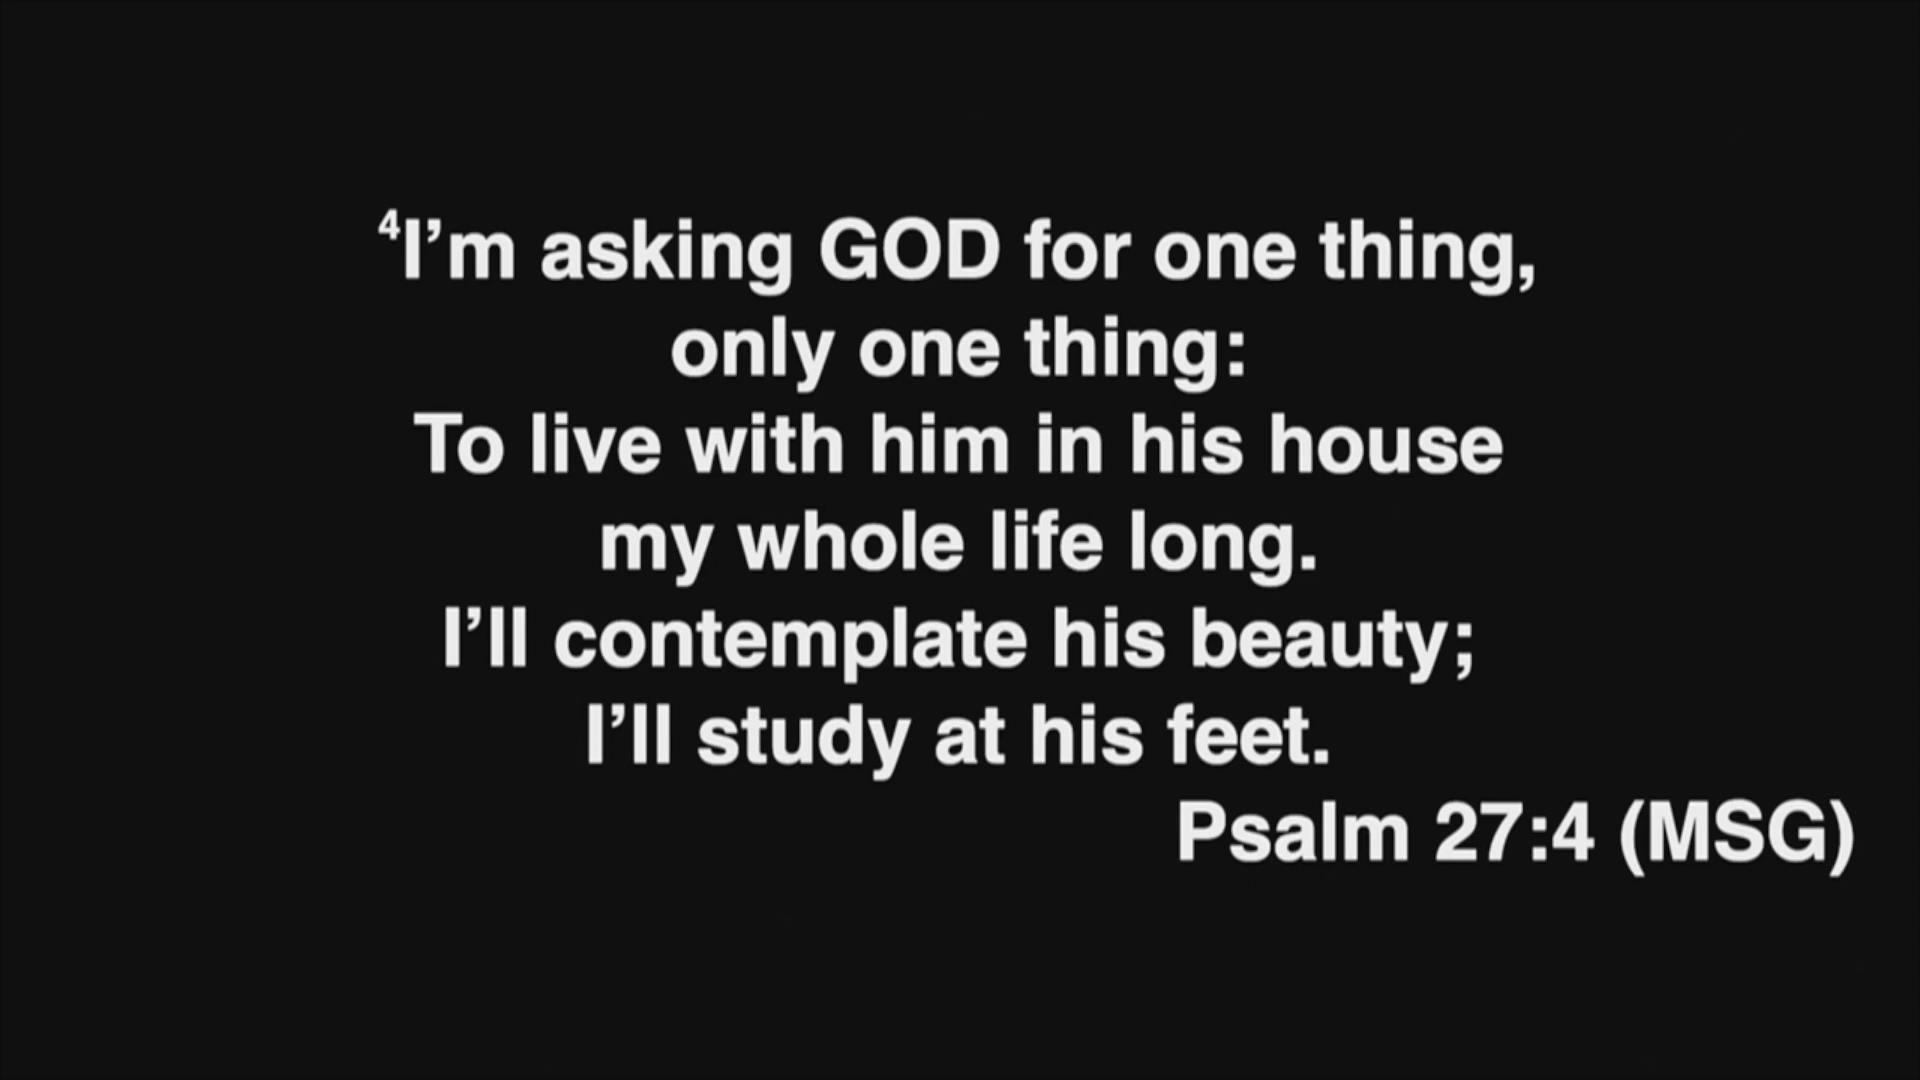 ⁴I’m asking GOD for one thing,
only one thing:
To live with him in his house
my whole life long.
I’ll contemplate his beauty;
I’ll study at his feet.
Psalm 27:4 (MSG)